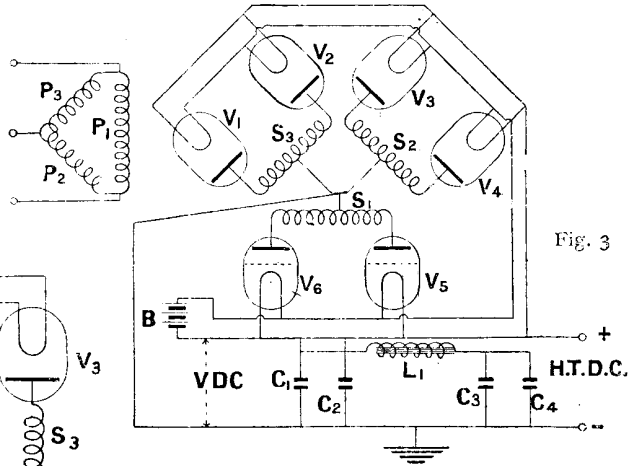 P3
P1
P2
V1
V2
V3
V4
S3
S2
S1
V6
V5
Fig. 3
B
VDC
C1
C2
L1
C3
C4
+
H.T.D.C.
-
V3
S3